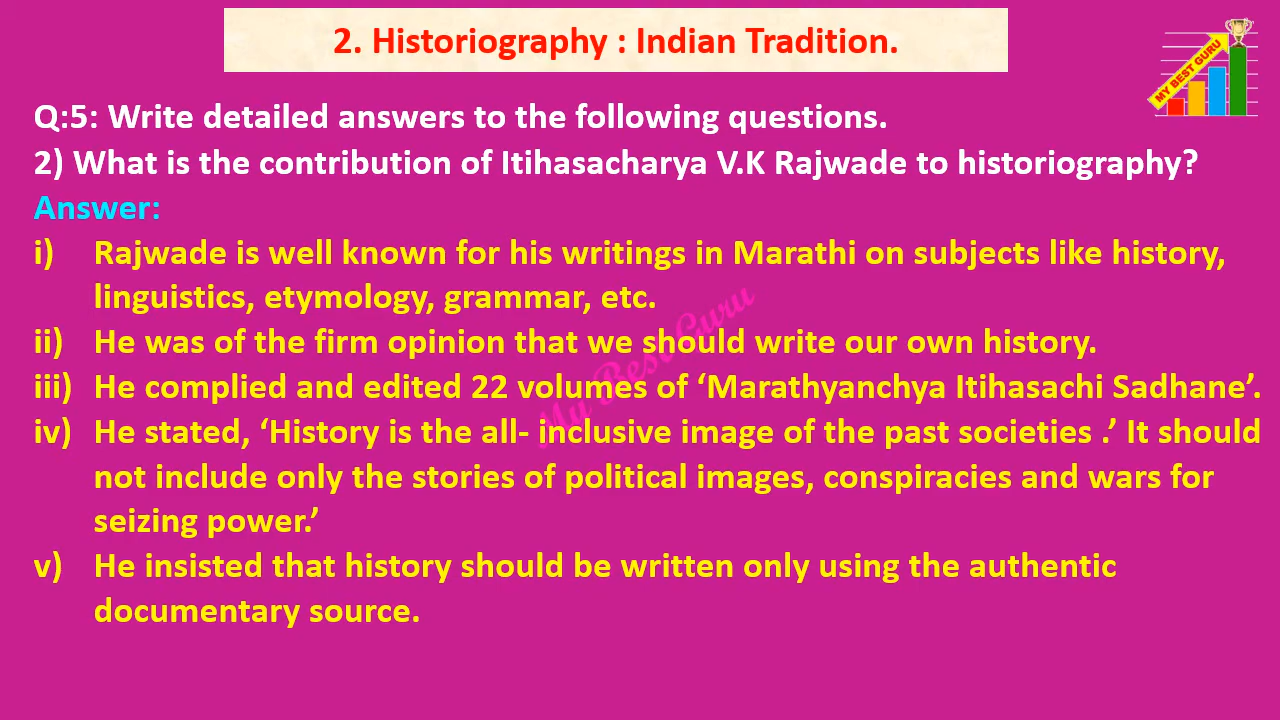 2. Historiography : Indian Tradition.
MY BEST GURU
Q:5: Write detailed answers to the following questions.
2) What is the contribution of Itihasacharya V.K Rajwade to historiography?
Answer:
i) Rajwade is well known for his writings in Marathi on subjects like history,
linguistics, etymology, grammar, etc.
ii) He was of the firm opinion that we should write our own history.
iii) He complied and edited 22 volumes of ‘Marathyanchya Itihasachi Sadhane’.
iv) He stated, ‘History is the all- inclusive image of the past societies .’ It should
not include only the stories of political images, conspiracies and wars for
seizing power.’
v) He insisted that history should be written only using the authentic
documentary source.
My Best Guru